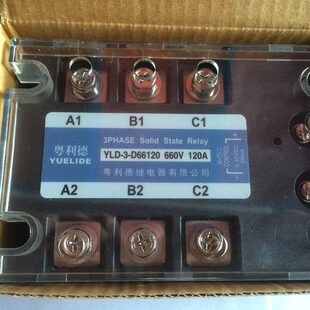 A1 B1 C1
粤利德
YUELIDE
3PHASE Solid State Relay
YLD-3-D66120 660V 120A
粤利德继电器有限公司
A2 B2 C2
CONTROL